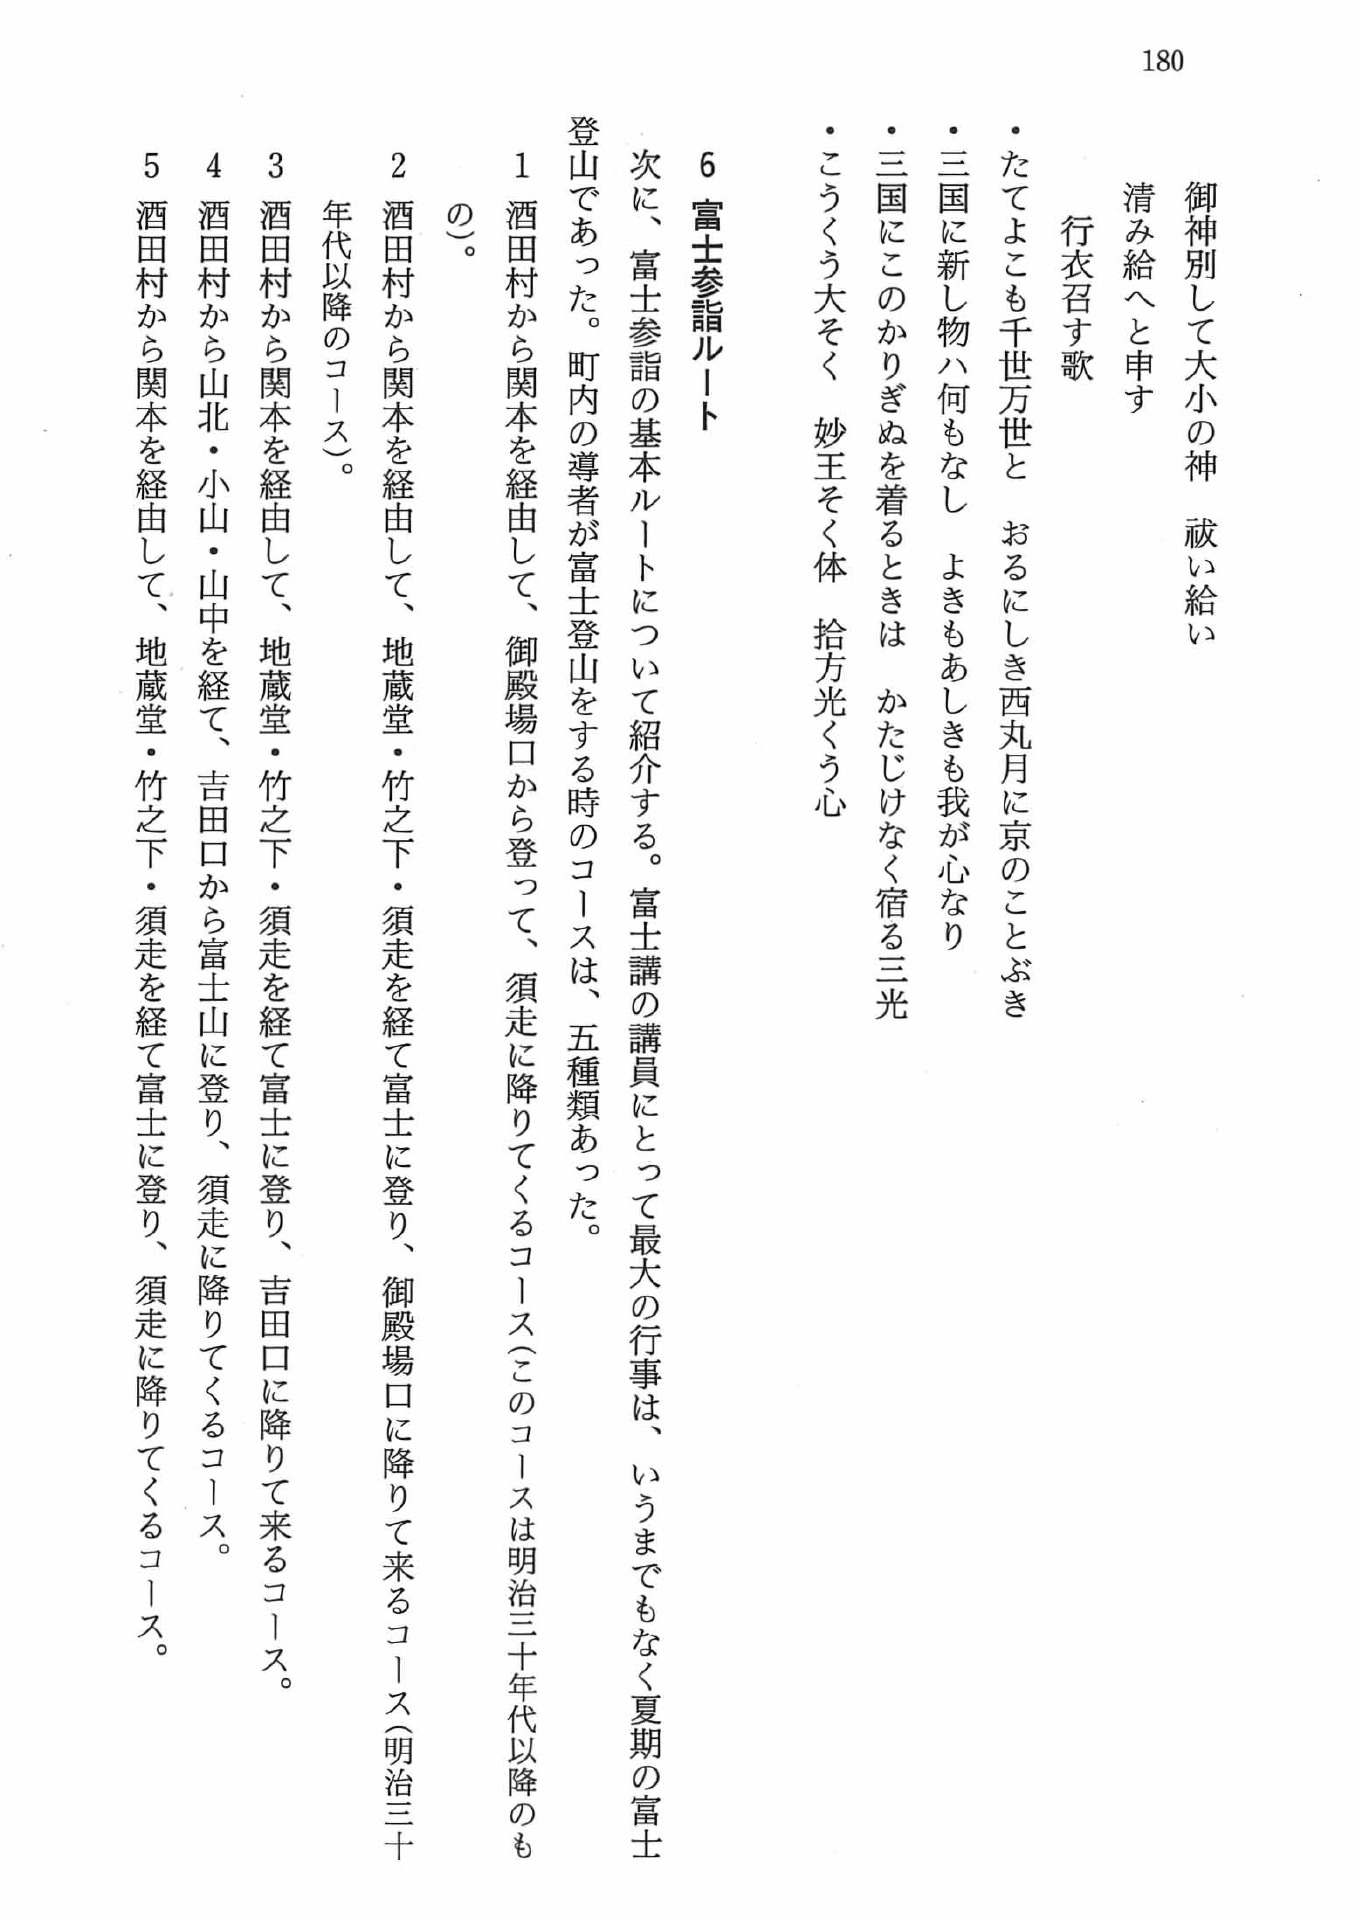 180
御神別して大小の神　祓い給い
清み給へと申す
行衣召す歌
・たてよこも千世万世と　おるにしき西丸月に京のことぶき
・三国に新し物ハ何もなし　よきもあしきも我が心なり
・三国にこのかりぎぬを着るときは　かたじけなく宿る三光
・こうくう大そく　妙王そく体　拾方光くう心
6 富士参詣ルート
次に、富士参詣の基本ルートについて紹介する。富士講の講員にとって最大の行事は、いうまでもなく夏期の富士
登山であった。町内の導者が富士登山をする時のコースは、五種類あった。
1 酒田村から関本を経由して、御殿場口から登って、須走に降りてくるコース(このコースは明治三十年代以降のも
の)。
2 酒田村から関本を経由して、地蔵堂・竹之下・須走を経て富士に登り、御殿場口に降りて来るコース(明治三十
年代以降のコース)。
3 酒田村から関本を経由して、地蔵堂・竹之下・須走を経て富士に登り、吉田口に降りて来るコース。
4 酒田村から山北・小山・山中を経て、吉田口から富士山に登り、須走に降りてくるコース。
5 酒田村から関本を経由して、地蔵堂・竹之下・須走を経て富士に登り、須走に降りてくるコース。